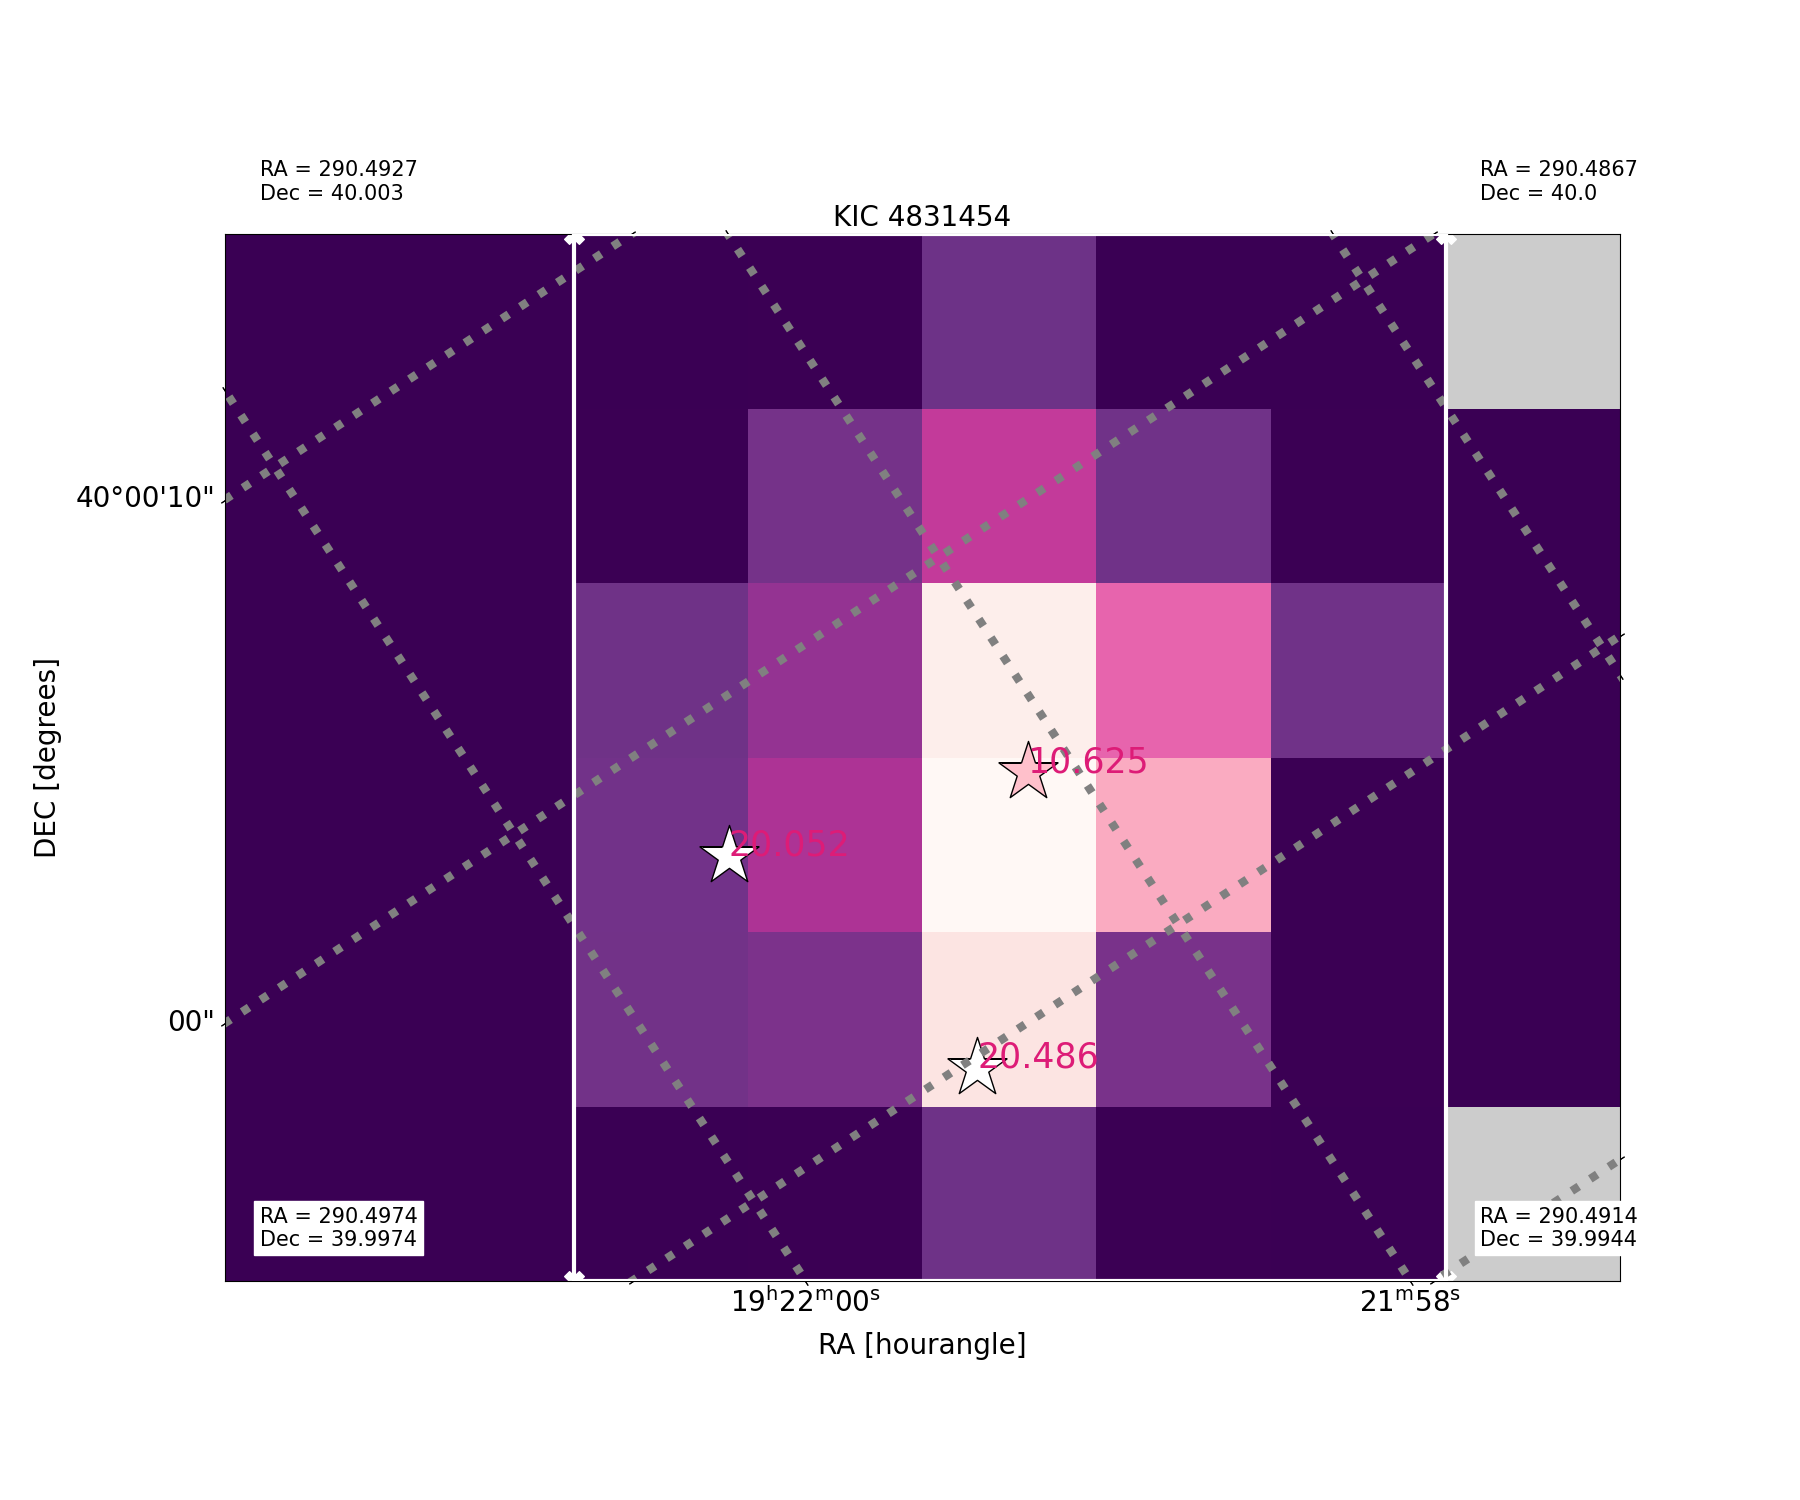 RA = 290.4927
Dec = 40.003
RA = 290.4867
Dec = 40.0
KIC 4831454
40°00'10"
10.625
20.052
DEC [degrees]
00"
20.486
RA = 290.4974
Dec = 39.9974
RA = 290.4914
Dec = 39.9944
19h22m00s
21m58s
RA [hourangle]